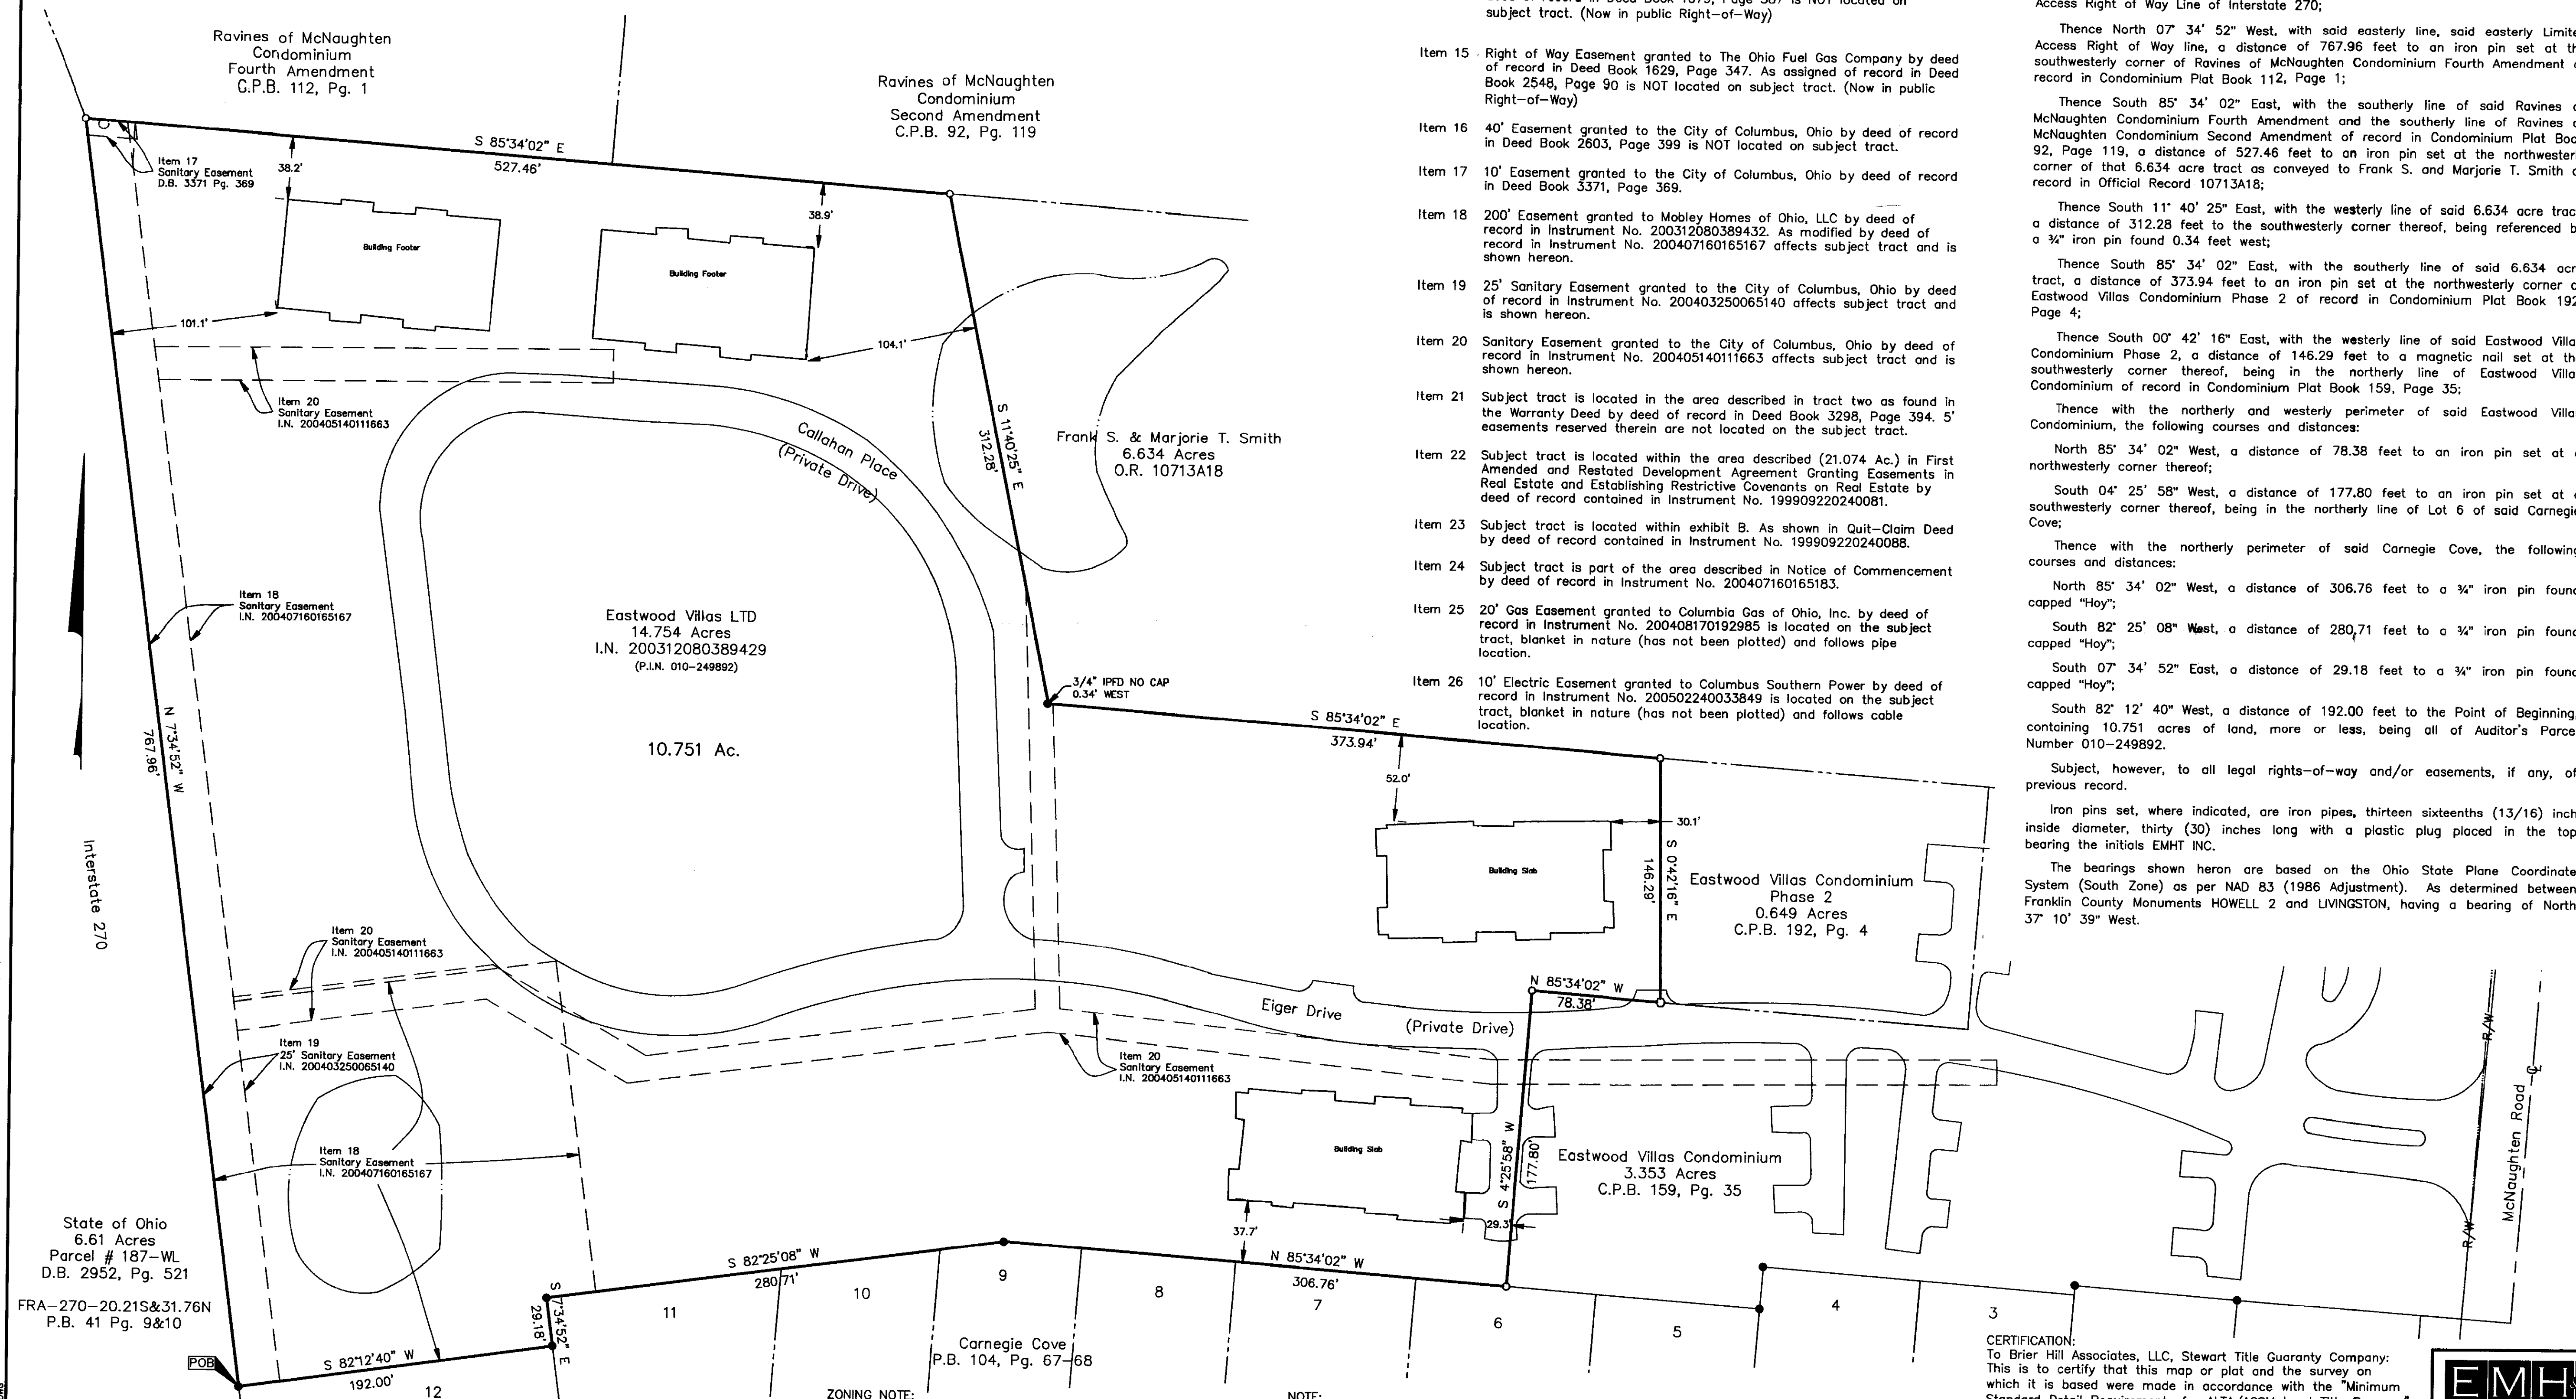 Ravines of McNaughten
Condominium
Fourth Amendment
C.P.B. 112, Pg. 1
Ravines of McNaughten
Condominium
Second Amendment
C.P.B. 92, Pg. 119
S 85°34'02" E
527.46'
Item 17
Sanitary Easement
D.B. 3371 Pg. 369
38.2'
38.9'
Building Footer
Building Footer
101.1'
104.1'
Item 20
Sanitary Easement
I.N. 200405140111663
Callahan Place
(Private Drive)
S 11°40'25" E
312.28'
Frank S. & Marjorie T. Smith
6.634 Acres
O.R. 10713A18
Item 18
Sanitary Easement
I.N. 200407160165167
Eastwood Villas LTD
14.754 Acres
I.N. 200312080389429
(P.I.N. 010-249892)
10.751 Ac.
3/4" IPFD NO CAP
0.34' WEST
N 7°34'52" W
767.96'
Interstate 270
S 85°34'02" E
373.94'
52.0'
30.1'
Building Slab
S 0°42'16" E
146.29'
Eastwood Villas Condominium
Phase 2
0.649 Acres
C.P.B. 192, Pg. 4
Item 20
Sanitary Easement
I.N. 200405140111663
N 85°34'02" W
78.38'
Eiger Drive
(Private Drive)
Item 19
25' Sanitary Easement
I.N. 200403250065140
Item 20
Sanitary Easement
I.N. 200405140111663
Item 18
Sanitary Easement
I.N. 200407160165167
Building Slab
S 4°25'58" W
177.80'
Eastwood Villas Condominium
3.353 Acres
C.P.B. 159, Pg. 35
R/W
R/W
McNaughten Road
29.3'
37.7'
State of Ohio
6.61 Acres
Parcel # 187-WL
D.B. 2952, Pg. 521
FRA-270-20.21S&31.76N
P.B. 41 Pg. 9&10
S 82°25'08" W
280.71'
N 85°34'02" W
306.76'
S 7°34'52" E
29.18'
POB
S 82°12'40" W
192.00'
12
11
10
9
8
7
6
5
4
3
Carnegie Cove
P.B. 104, Pg. 67-68
ZONING NOTE:
NOTE:
subject tract. (Now in public Right-of-Way)
Item 15 Right of Way Easement granted to The Ohio Fuel Gas Company by deed
of record in Deed Book 1629, Page 347. As assigned of record in Deed
Book 2548, Page 90 is NOT located on subject tract. (Now in public
Right-of-Way)
Item 16 40' Easement granted to the City of Columbus, Ohio by deed of record
in Deed Book 2603, Page 399 is NOT located on subject tract.
Item 17 10' Easement granted to the City of Columbus, Ohio by deed of record
in Deed Book 3371, Page 369.
Item 18 200' Easement granted to Mobley Homes of Ohio, LLC by deed of
record in Instrument No. 200312080389432. As modified by deed of
record in Instrument No. 200407160165167 affects subject tract and is
shown hereon.
Item 19 25' Sanitary Easement granted to the City of Columbus, Ohio by deed
of record in Instrument No. 200403250065140 affects subject tract and
is shown hereon.
Item 20 Sanitary Easement granted to the City of Columbus, Ohio by deed of
record in Instrument No. 200405140111663 affects subject tract and is
shown hereon.
Item 21 Subject tract is located in the area described in tract two as found in
the Warranty Deed by deed of record in Deed Book 3298, Page 394. 5'
easements reserved therein are not located on the subject tract.
Item 22 Subject tract is located within the area described (21.074 Ac.) in First
Amended and Restated Development Agreement Granting Easements in
Real Estate and Establishing Restrictive Covenants on Real Estate by
deed of record contained in Instrument No. 199909220240081.
Item 23 Subject tract is located within exhibit B. As shown in Quit-Claim Deed
by deed of record contained in Instrument No. 199909220240088.
Item 24 Subject tract is part of the area described in Notice of Commencement
by deed of record in Instrument No. 200407160165183.
Item 25 20' Gas Easement granted to Columbia Gas of Ohio, Inc. by deed of
record in Instrument No. 200408170192985 is located on the subject
tract, blanket in nature (has not been plotted) and follows pipe
location.
Item 26 10' Electric Easement granted to Columbus Southern Power by deed of
record in Instrument No. 200502240033849 is located on the subject
tract, blanket in nature (has not been plotted) and follows cable
location.
Access Right of Way Line of Interstate 270;
Thence North 07° 34' 52" West, with said easterly line, said easterly Limite
Access Right of Way line, a distance of 767.96 feet to an iron pin set at th
southwesterly corner of Ravines of McNaughten Condominium Fourth Amendment
record in Condominium Plat Book 112, Page 1;
Thence South 85° 34' 02" East, with the southerly line of said Ravines
McNaughten Condominium Fourth Amendment and the southerly line of Ravines
McNaughten Condominium Second Amendment of record in Condominium Plat Boo
92, Page 119, a distance of 527.46 feet to an iron pin set at the northwester
corner of that 6.634 acre tract as conveyed to Frank S. and Marjorie T. Smith
record in Official Record 10713A18;
Thence South 11° 40' 25" East, with the westerly line of said 6.634 acre trac
a distance of 312.28 feet to the southwesterly corner thereof, being referenced b
a ¾" iron pin found 0.34 feet west;
Thence South 85° 34' 02" East, with the southerly line of said 6.634 acr
tract, a distance of 373.94 feet to an iron pin set at the northwesterly corner
Eastwood Villas Condominium Phase 2 of record in Condominium Plat Book 192
Page 4;
Thence South 00° 42' 16" East, with the westerly line of said Eastwood Villa
Condominium Phase 2, a distance of 146.29 feet to a magnetic nail set at th
southwesterly corner thereof, being in the northerly line of Eastwood Villa
Condominium of record in Condominium Plat Book 159, Page 35;
Thence with the northerly and westerly perimeter of said Eastwood Villa
Condominium, the following courses and distances:
North 85° 34' 02" West, a distance of 78.38 feet to an iron pin set at
northwesterly corner thereof;
South 04° 25' 58" West, a distance of 177.80 feet to an iron pin set at
southwesterly corner thereof, being in the northerly line of Lot 6 of said Carnegie
Cove;
Thence with the northerly perimeter of said Carnegie Cove, the following
courses and distances:
North 85° 34' 02" West, a distance of 306.76 feet to a ¾" iron pin found
capped "Hoy";
South 82° 25' 08" West, a distance of 280.71 feet to a ¾" iron pin found
capped "Hoy";
South 07° 34' 52" East, a distance of 29.18 feet to a ¾" iron pin found
capped "Hoy";
South 82° 12' 40" West, a distance of 192.00 feet to the Point of Beginning,
containing 10.751 acres of land, more or less, being all of Auditor's Parcel
Number 010-249892.
Subject, however, to all legal rights-of-way and/or easements, if any, of
previous record.
Iron pins set, where indicated, are iron pipes, thirteen sixteenths (13/16) inch
inside diameter, thirty (30) inches long with a plastic plug placed in the top
bearing the initials EMHT INC.
The bearings shown heron are based on the Ohio State Plane Coordinate
System (South Zone) as per NAD 83 (1986 Adjustment). As determined between
Franklin County Monuments HOWELL 2 and LIVINGSTON, having a bearing of North
37° 10' 39" West.
CERTIFICATION:
To Brier Hill Associates, LLC, Stewart Title Guaranty Company:
This is to certify that this map or plat and the survey on
which it is based were made in accordance with the "Minimum
EMH